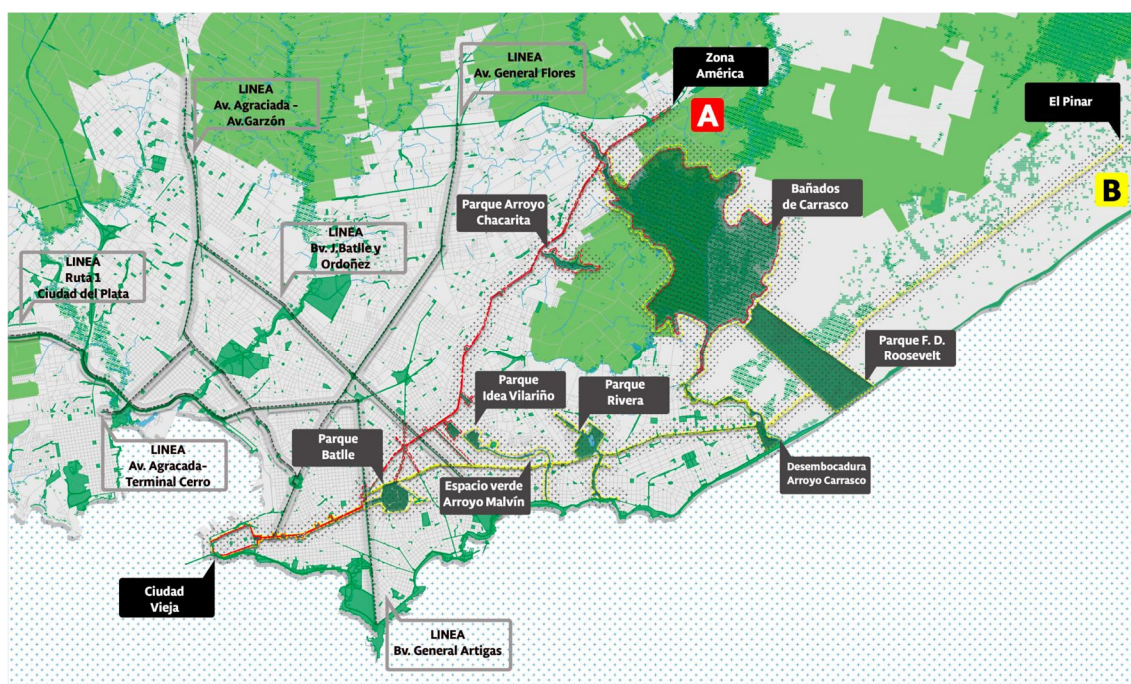 LINEA
Av. Agraciada -
Av.Garzón
LINEA
Av. General Flores
Zona
América
A
El Pinar
B
Parque Arroyo
Chacarita
Bañados
de Carrasco
LINEA
Bv. J.Batlle y
Ordoñez
LINEA
Ruta 1
Ciudad del Plata
Parque F. D.
Roosevelt
Parque
Idea Vilariño
Parque
Rivera
Parque
Batlle
LINEA
Av. Agracada-
Terminal Cerro
Espacio verde
Arroyo Malvín
Desembocadura
Arroyo Carrasco
Ciudad
Vieja
LINEA
Bv. General Artigas